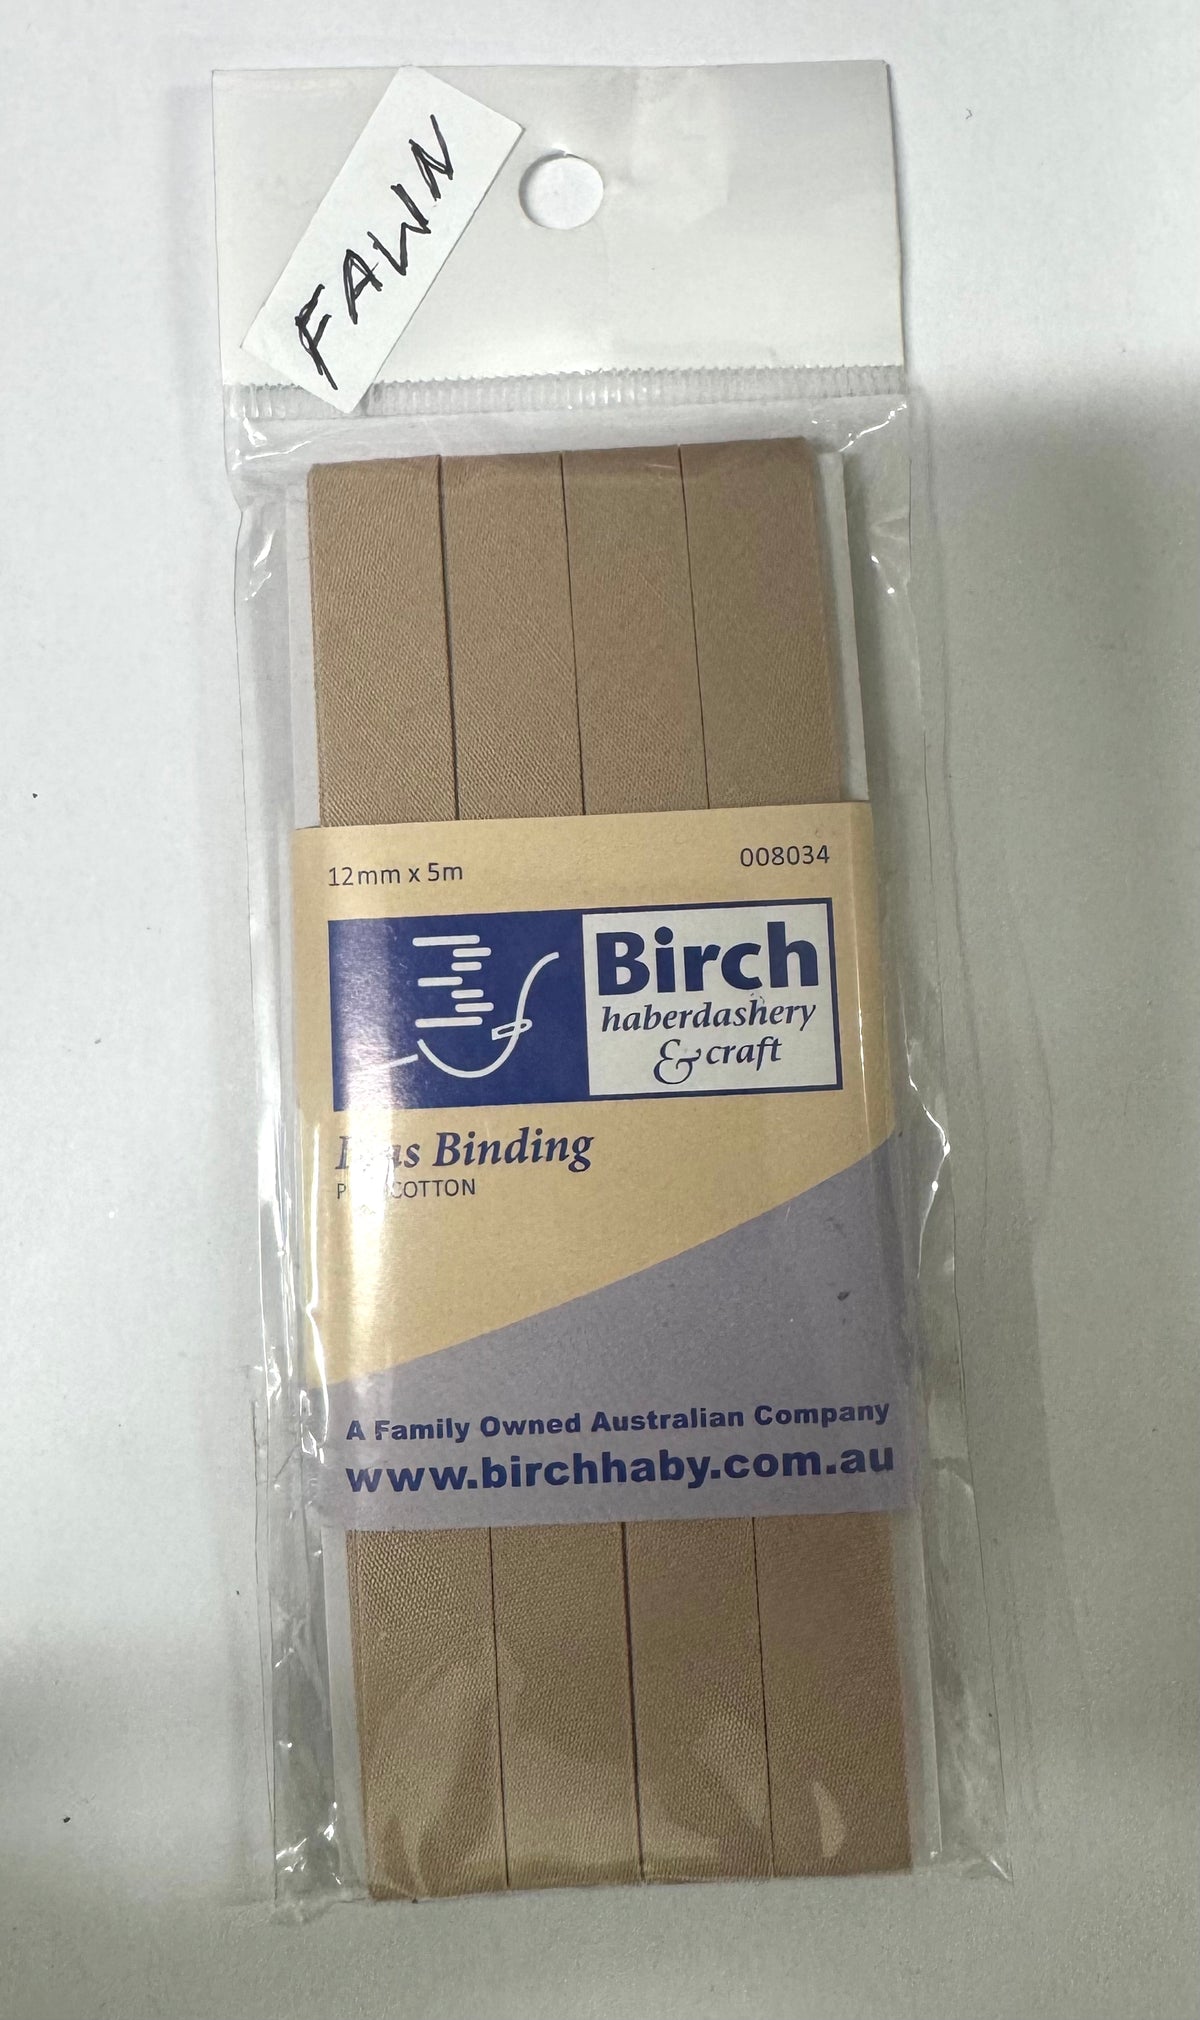 FAWN
12mm x 5m
008034
Birch
haberdashery
& craft
Binding
COTTON
A Family Owned Australian Company
www.birchhaby.com.au